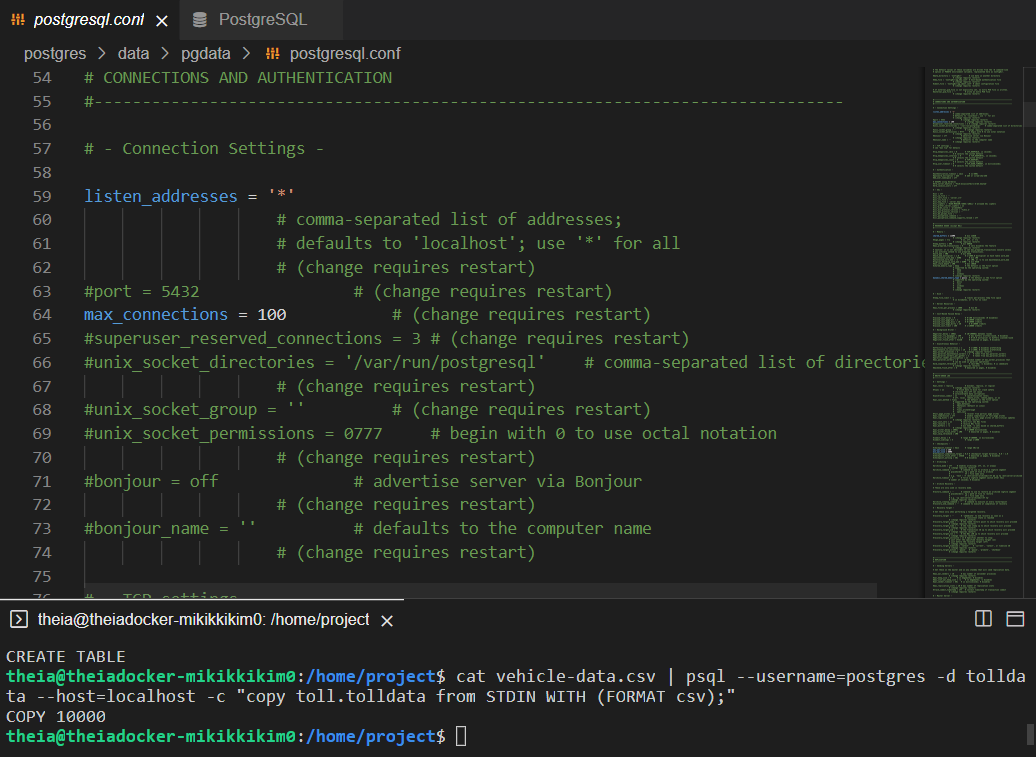 postgresql.conf
PostgreSQL
postgres > data > pgdata > postgresql.conf
54 # CONNECTIONS AND AUTHENTICATION
55 #------------------------------------------------------------------------------
56
57 # - Connection Settings -
58
59 listen_addresses = '*'
60 # comma-separated list of addresses;
61 # defaults to 'localhost'; use '*' for all
62 # (change requires restart)
63 #port = 5432 # (change requires restart)
64 max_connections = 100 # (change requires restart)
65 #superuser_reserved_connections = 3 # (change requires restart)
66 #unix_socket_directories = '/var/run/postgresql' # comma-separated list of directori
67 # (change requires restart)
68 #unix_socket_group = '' # (change requires restart)
69 #unix_socket_permissions = 0777 # begin with 0 to use octal notation
70 # (change requires restart)
71 #bonjour = off # advertise server via Bonjour
72 # (change requires restart)
73 #bonjour_name = '' # defaults to the computer name
74 # (change requires restart)
75
76 # - TCP settings
theia@theiadocker-mikikkikim0: /home/project
CREATE TABLE
theia@theiadocker-mikikkikim0:/home/project$ cat vehicle-data.csv | psql --username=postgres -d tollda
ta --host=localhost -c "copy toll.tolldata from STDIN WITH (FORMAT csv);"
COPY 10000
theia@theiadocker-mikikkikim0:/home/project$